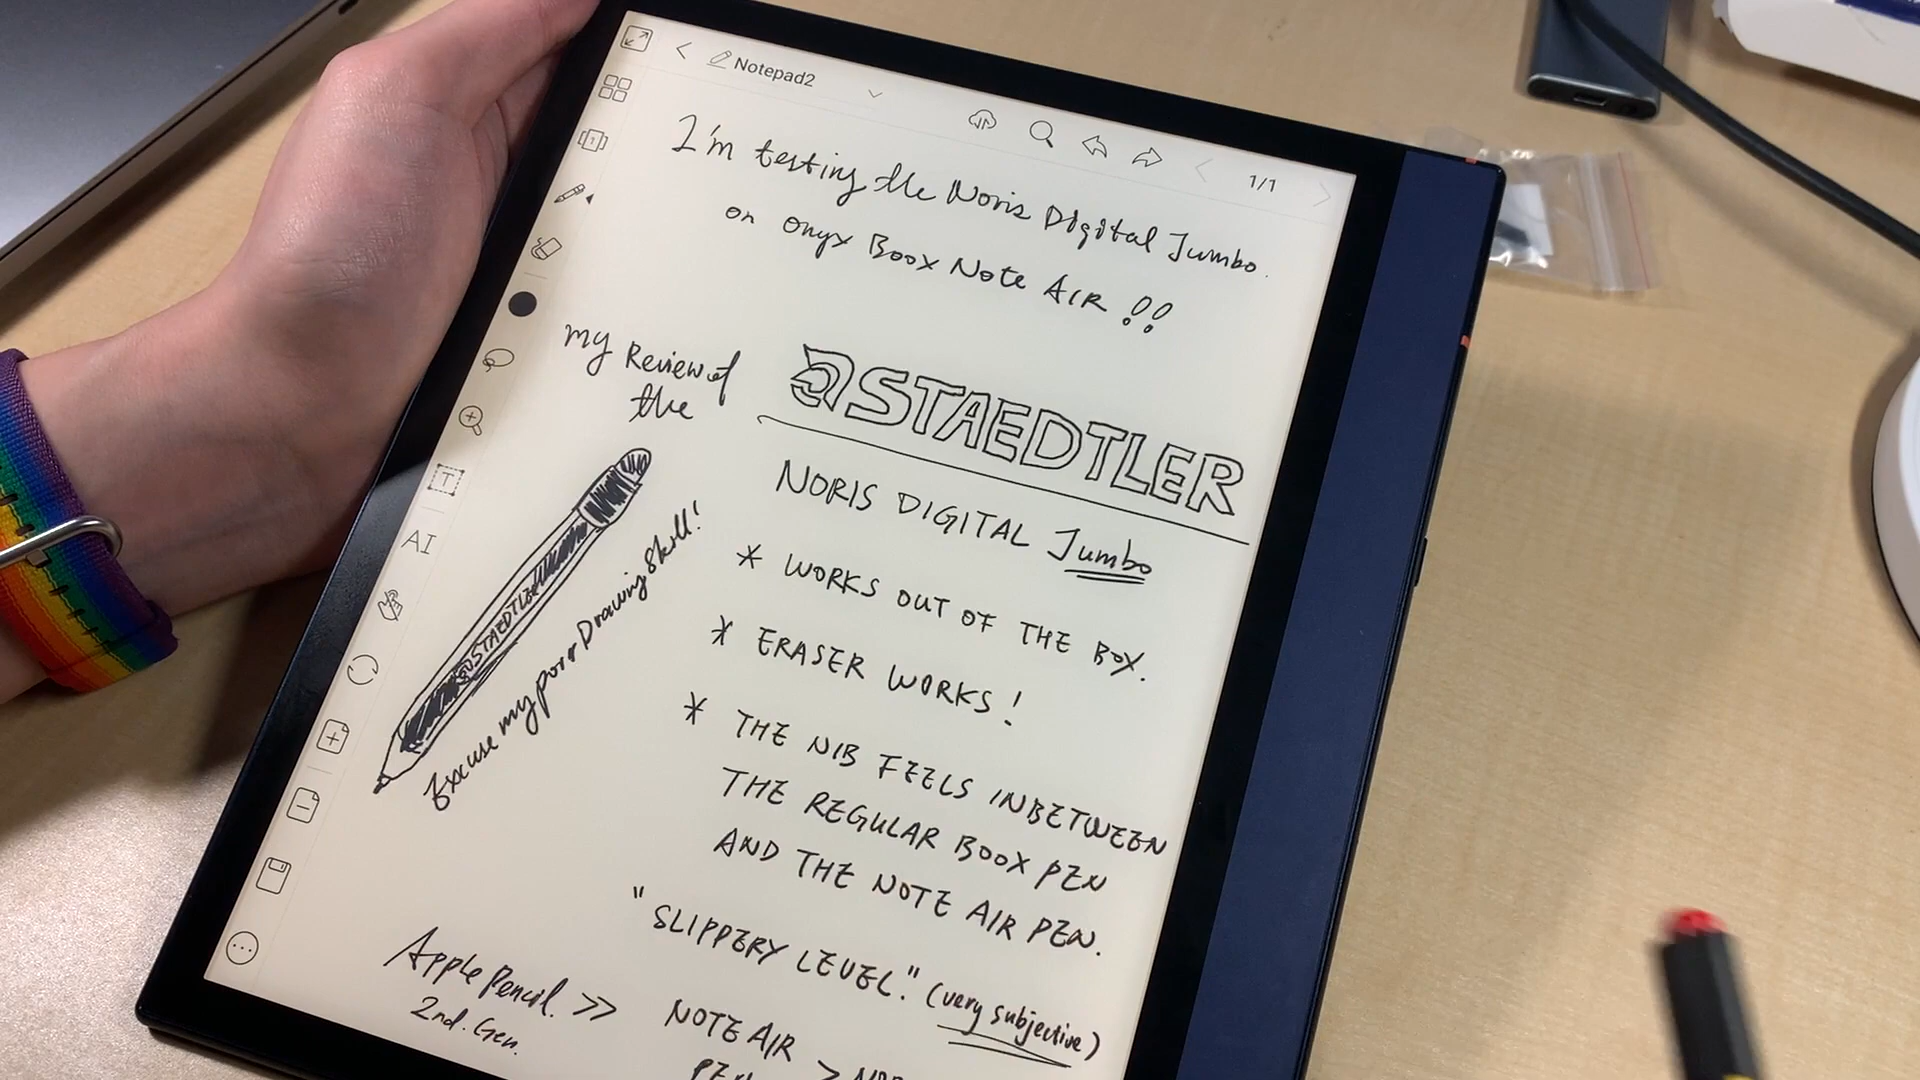 Notepad2
1/1
I'm testing the Noris Digital Jumbo.
on onyx Boox Note AIR !!
my Review of
the
STAEDTLER
NORIS DIGITAL Jumbo
STAEDTLER
Excuse my poor Drawing Skill!
* WORKS OUT OF THE BOX.
* ERASER WORKS!
* THE NIB FEELS INBETWEEN
THE REGULAR BOOX PEN
AND THE NOTE AIR PEN.
"SLIPPERY LEVEL." (very subjective)
Apple Pencil. >>
2nd. Gen.
NOTE AIR >
PEN
T
AI